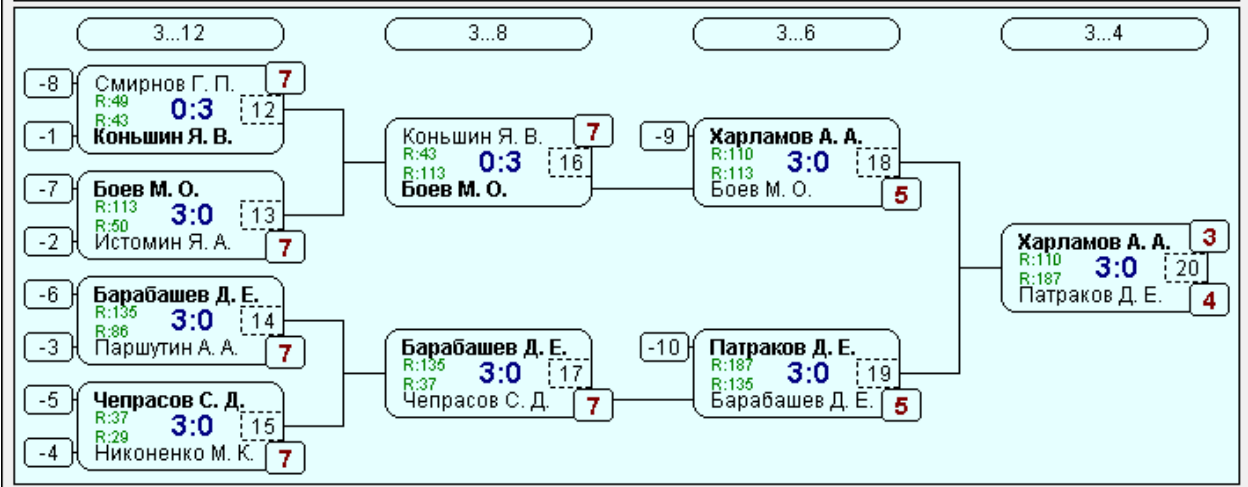 3...12
3...8
3...6
3...4
-8
Смирнов Г. П.
7
R:49
R:43
0:3
12
-1
Коньшин Я. В.
-7
Боев М. О.
R:113
R:50
3:0
13
-2
Истомин Я. А.
7
-6
Барабашев Д. Е.
R:135
R:86
3:0
14
-3
Паршутин А. А.
7
-5
Чепрасов С. Д.
R:37
R:29
3:0
15
-4
Никоненко М. К.
7
Коньшин Я. В.
7
R:43
R:113
0:3
16
Боев М. О.
Барабашев Д. Е.
R:135
R:37
3:0
17
Чепрасов С. Д.
7
-9
Харламов А. А.
R:110
R:113
3:0
18
Боев М. О.
5
-10
Патраков Д. Е.
R:187
R:135
3:0
19
Барабашев Д. Е.
5
Харламов А. А.
3
R:110
R:187
3:0
20
Патраков Д. Е.
4